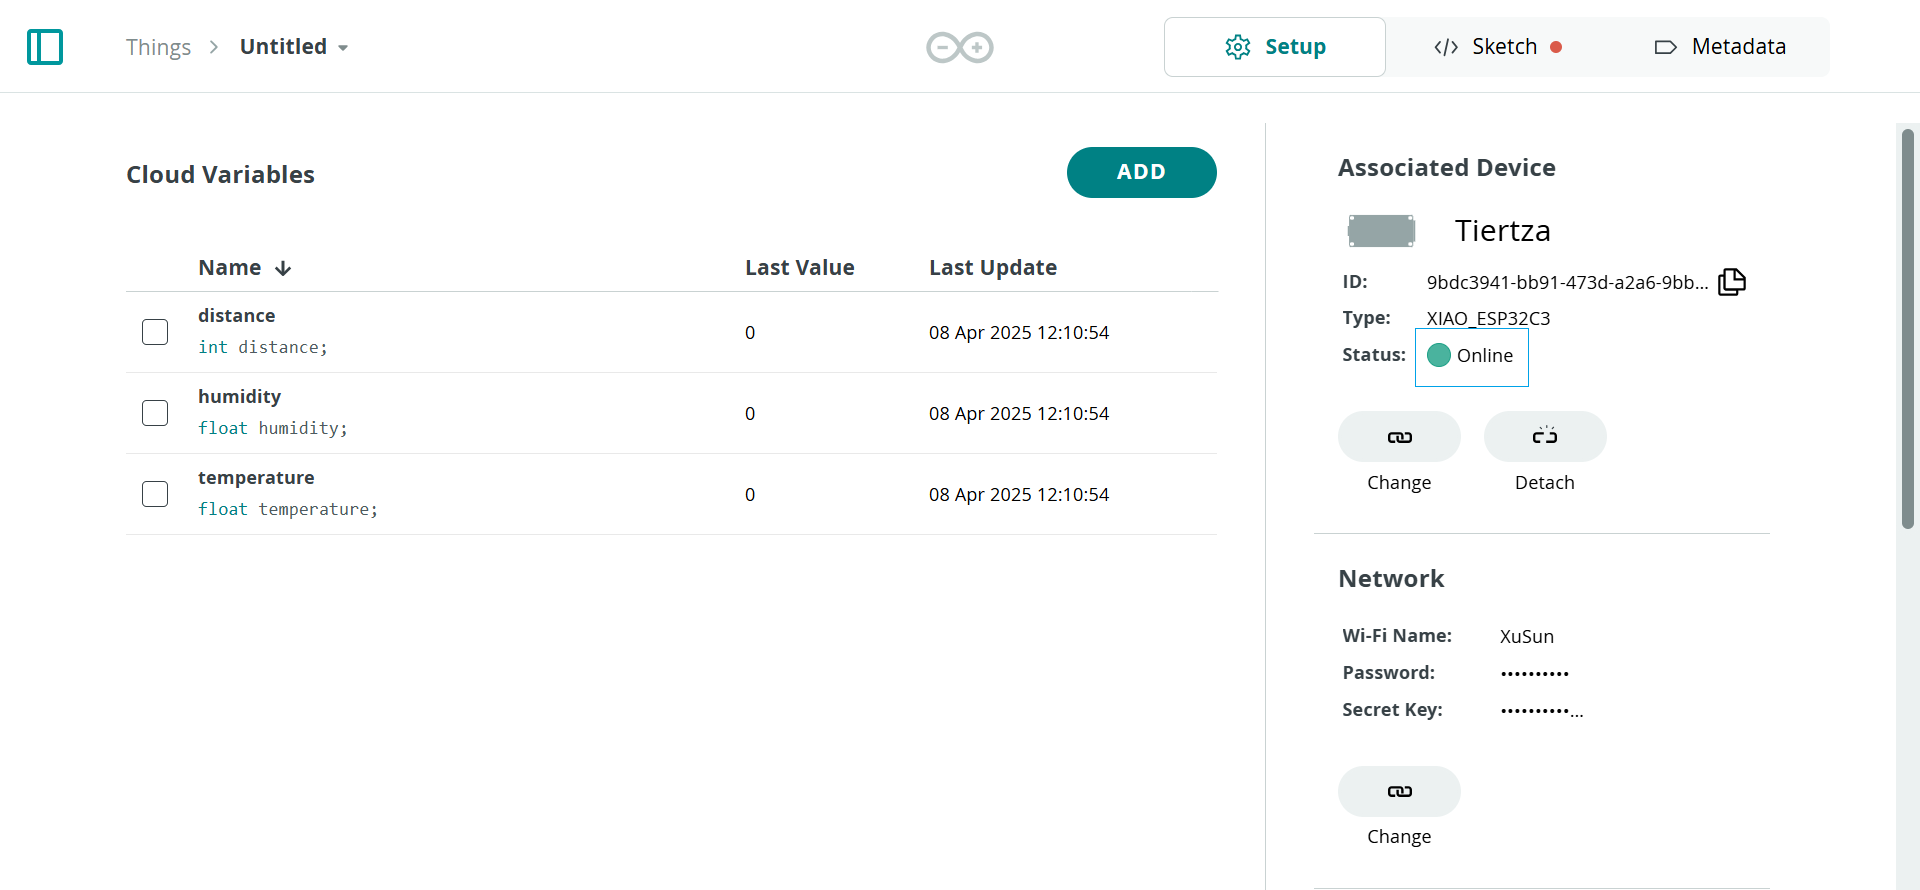 Things > Untitled
Setup
Sketch
Metadata
Cloud Variables
ADD
Name Last Value Last Update
distance
int distance;
0
08 Apr 2025 12:10:54
humidity
float humidity;
0
08 Apr 2025 12:10:54
temperature
float temperature;
0
08 Apr 2025 12:10:54
Associated Device
Tiertza
ID: 9bdc3941-bb91-473d-a2a6-9bb...
Type: XIAO_ESP32C3
Status: Online
Change
Detach
Network
Wi-Fi Name: XuSun
Password: ••••••••••
Secret Key: ••••••••••...
Change